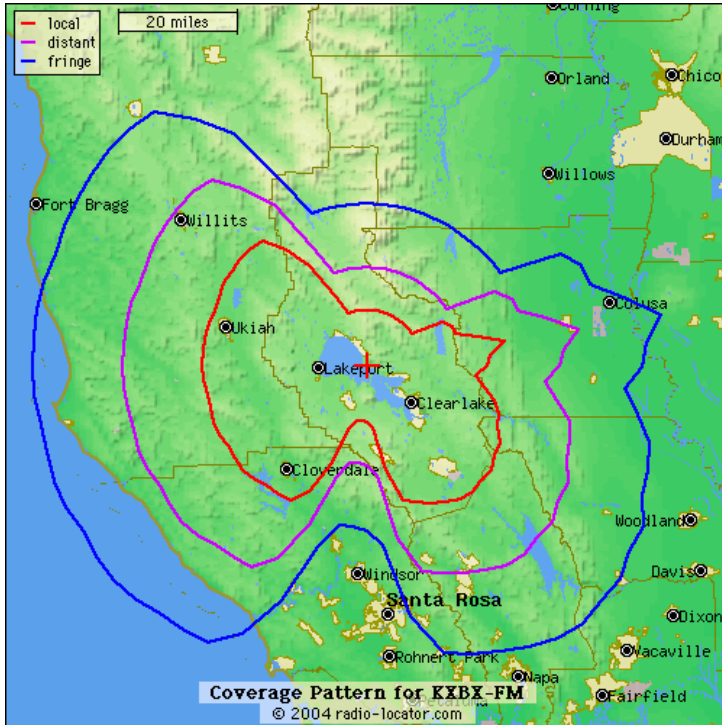 local
distant
fringe
20 miles
Corning
Orland
Chico
Durham
Willows
Fort Bragg
Willits
Colusa
Ukiah
Lakeport
Clearlake
Cloverdale
Woodland
Windsor
Davis
Santa Rosa
Dixon
Rohnert Park
Vacaville
Napa
Coverage Pattern for KXBX-FM
Fairfield
Petaluma
© 2004 radio-locator.com